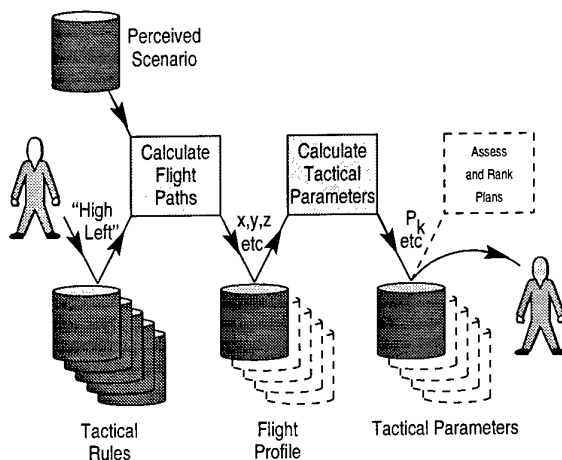 Perceived
Scenario
Calculate
Flight
Paths
Calculate
Tactical
Parameters
Assess
and Rank
Plans
"High
Left"
x,y,z
etc
Pk
etc
Tactical
Rules
Flight
Profile
Tactical Parameters